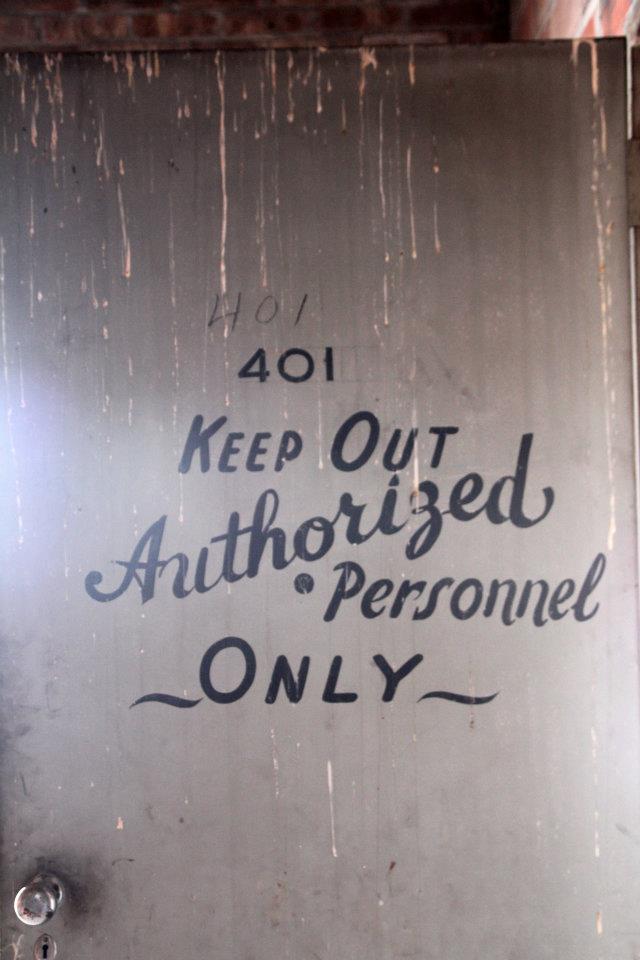 401
401
Keep Out
Authorized
Personnel
Only